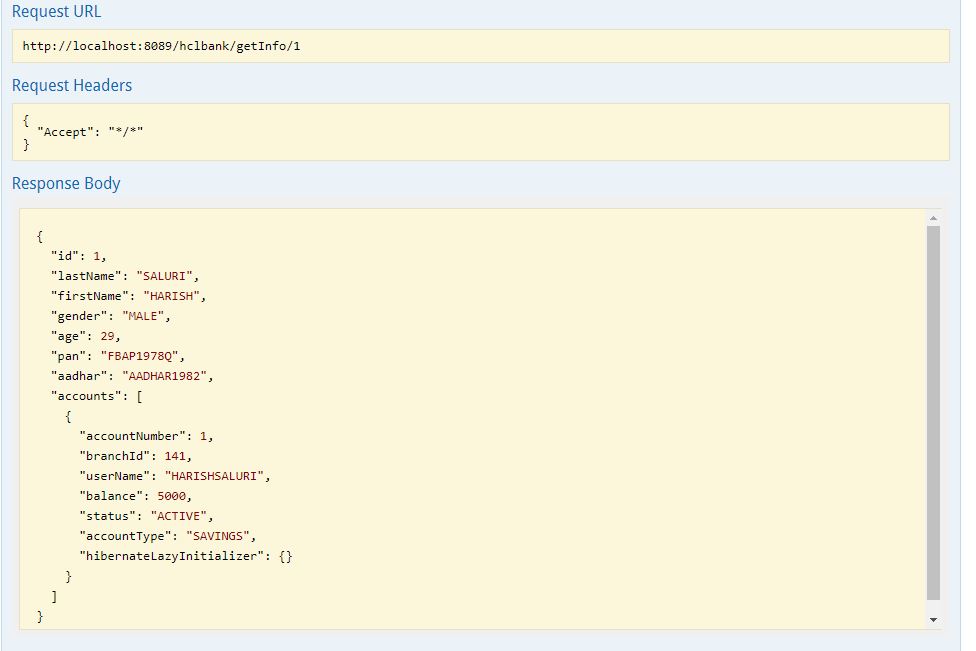 Request URL
http://localhost:8089/hclbank/getInfo/1
Request Headers
{
  "Accept": "*/*"
}
Response Body
{
  "id": 1,
  "lastName": "SALURI",
  "firstName": "HARISH",
  "gender": "MALE",
  "age": 29,
  "pan": "FBAP1978Q",
  "aadhar": "AADHAR1982",
  "accounts": [
    {
      "accountNumber": 1,
      "branchId": 141,
      "userName": "HARISHSALURI",
      "balance": 5000,
      "status": "ACTIVE",
      "accountType": "SAVINGS",
      "hibernateLazyInitializer": {}
    }
  ]
}